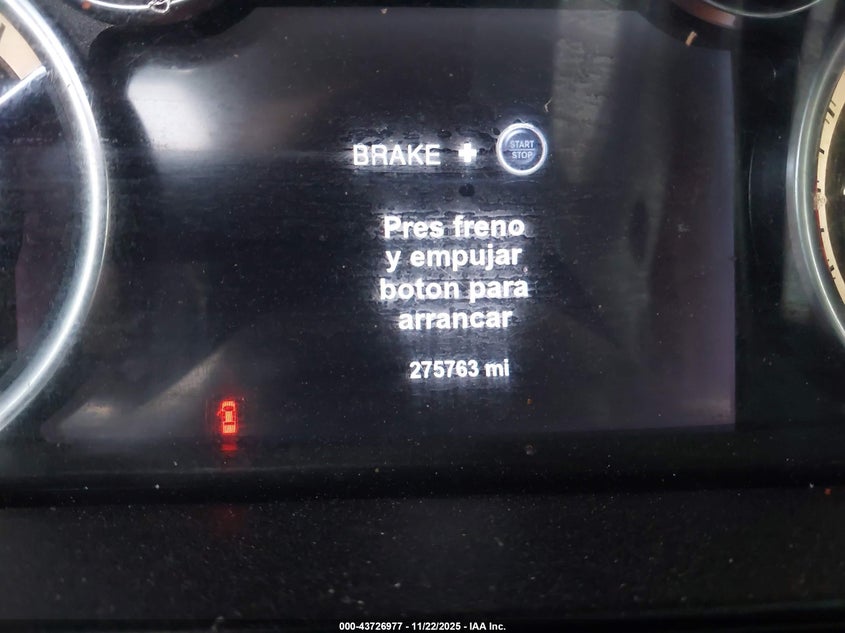 BRAKE + START STOP
Pres freno
y empujar
boton para
arrancar
275763 mi
000-43726977 - 11/22/2025 - IAA Inc.